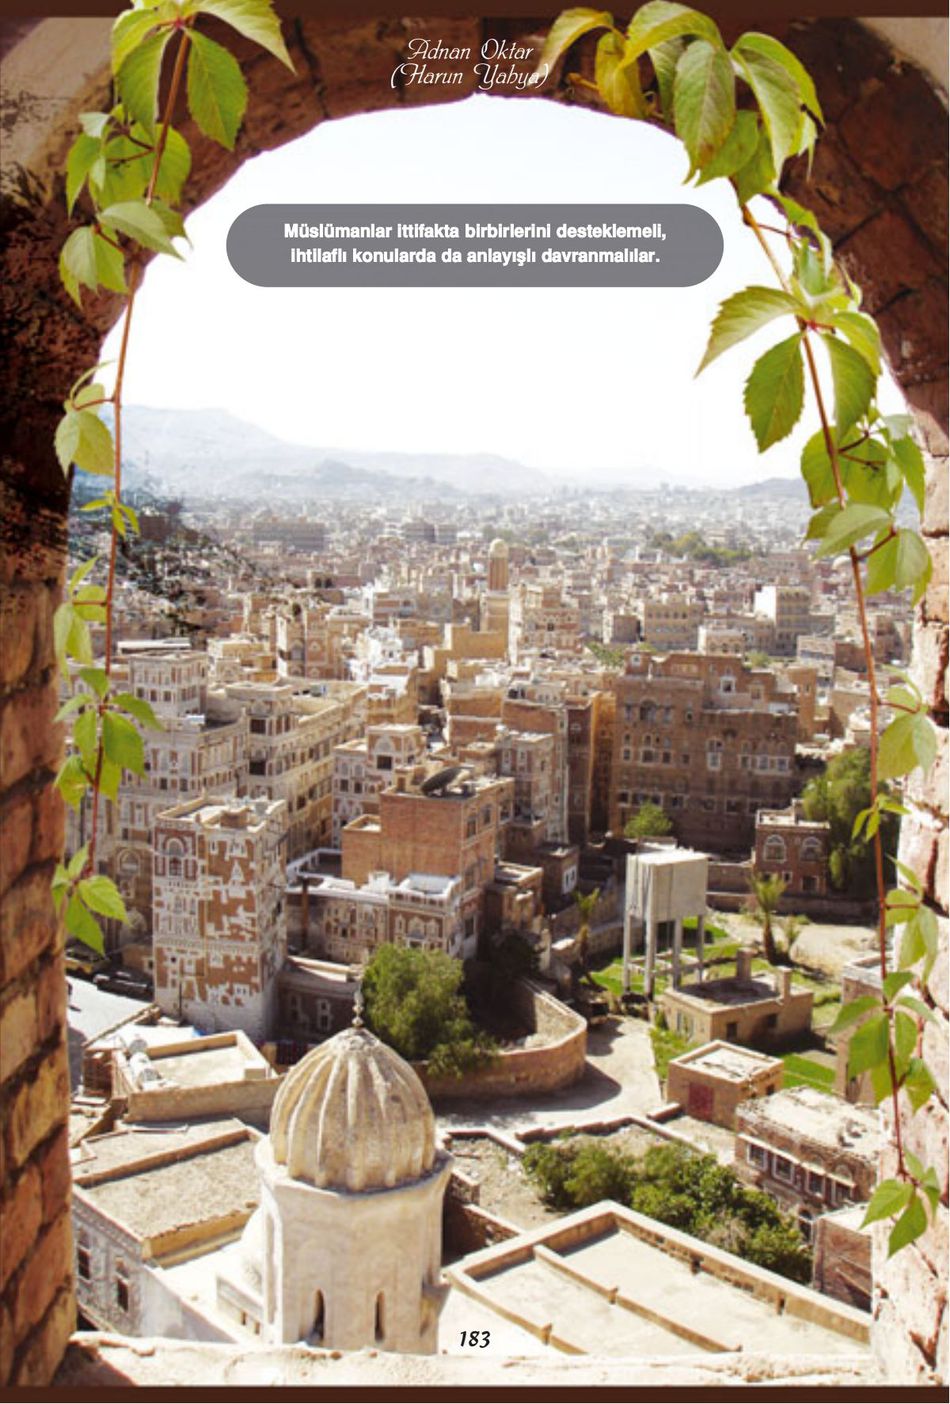 Adnan Oktar
(Harun Yahya)
Müslümanlar ittifakta birbirlerini desteklemeli,
ihtilaflı konularda da anlayışlı davranmalılar.
183